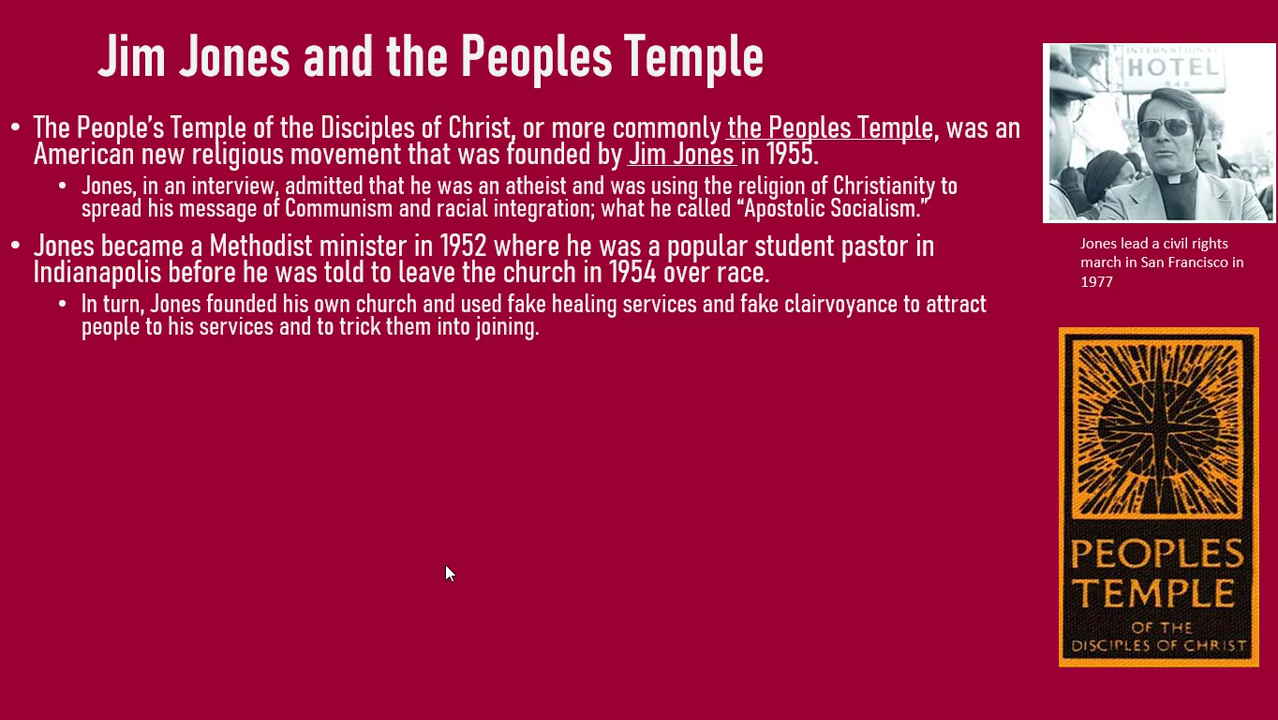 Jim Jones and the Peoples Temple
• The People's Temple of the Disciples of Christ, or more commonly the Peoples Temple, was an
American new religious movement that was founded by Jim Jones in 1955.
• Jones, in an interview, admitted that he was an atheist and was using the religion of Christianity to
spread his message of Communism and racial integration; what he called “Apostolic Socialism.”
• Jones became a Methodist minister in 1952 where he was a popular student pastor in
Indianapolis before he was told to leave the church in 1954 over race.
• In turn, Jones founded his own church and used fake healing services and fake clairvoyance to attract
people to his services and to trick them into joining.
INTERNATIONAL
HOTEL
848
Jones lead a civil rights
march in San Francisco in
1977
PEOPLES
TEMPLE
OF THE
DISCIPLES OF CHRIST